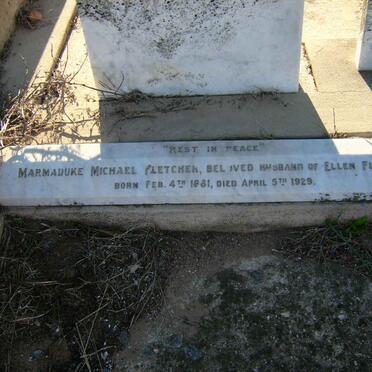 "REST IN PEACE"
MARMADUKE MICHAEL FLETCHER, BELOVED HUSBAND OF ELLEN
BORN FEB. 4TH 1861, DIED APRIL 5TH 1929.